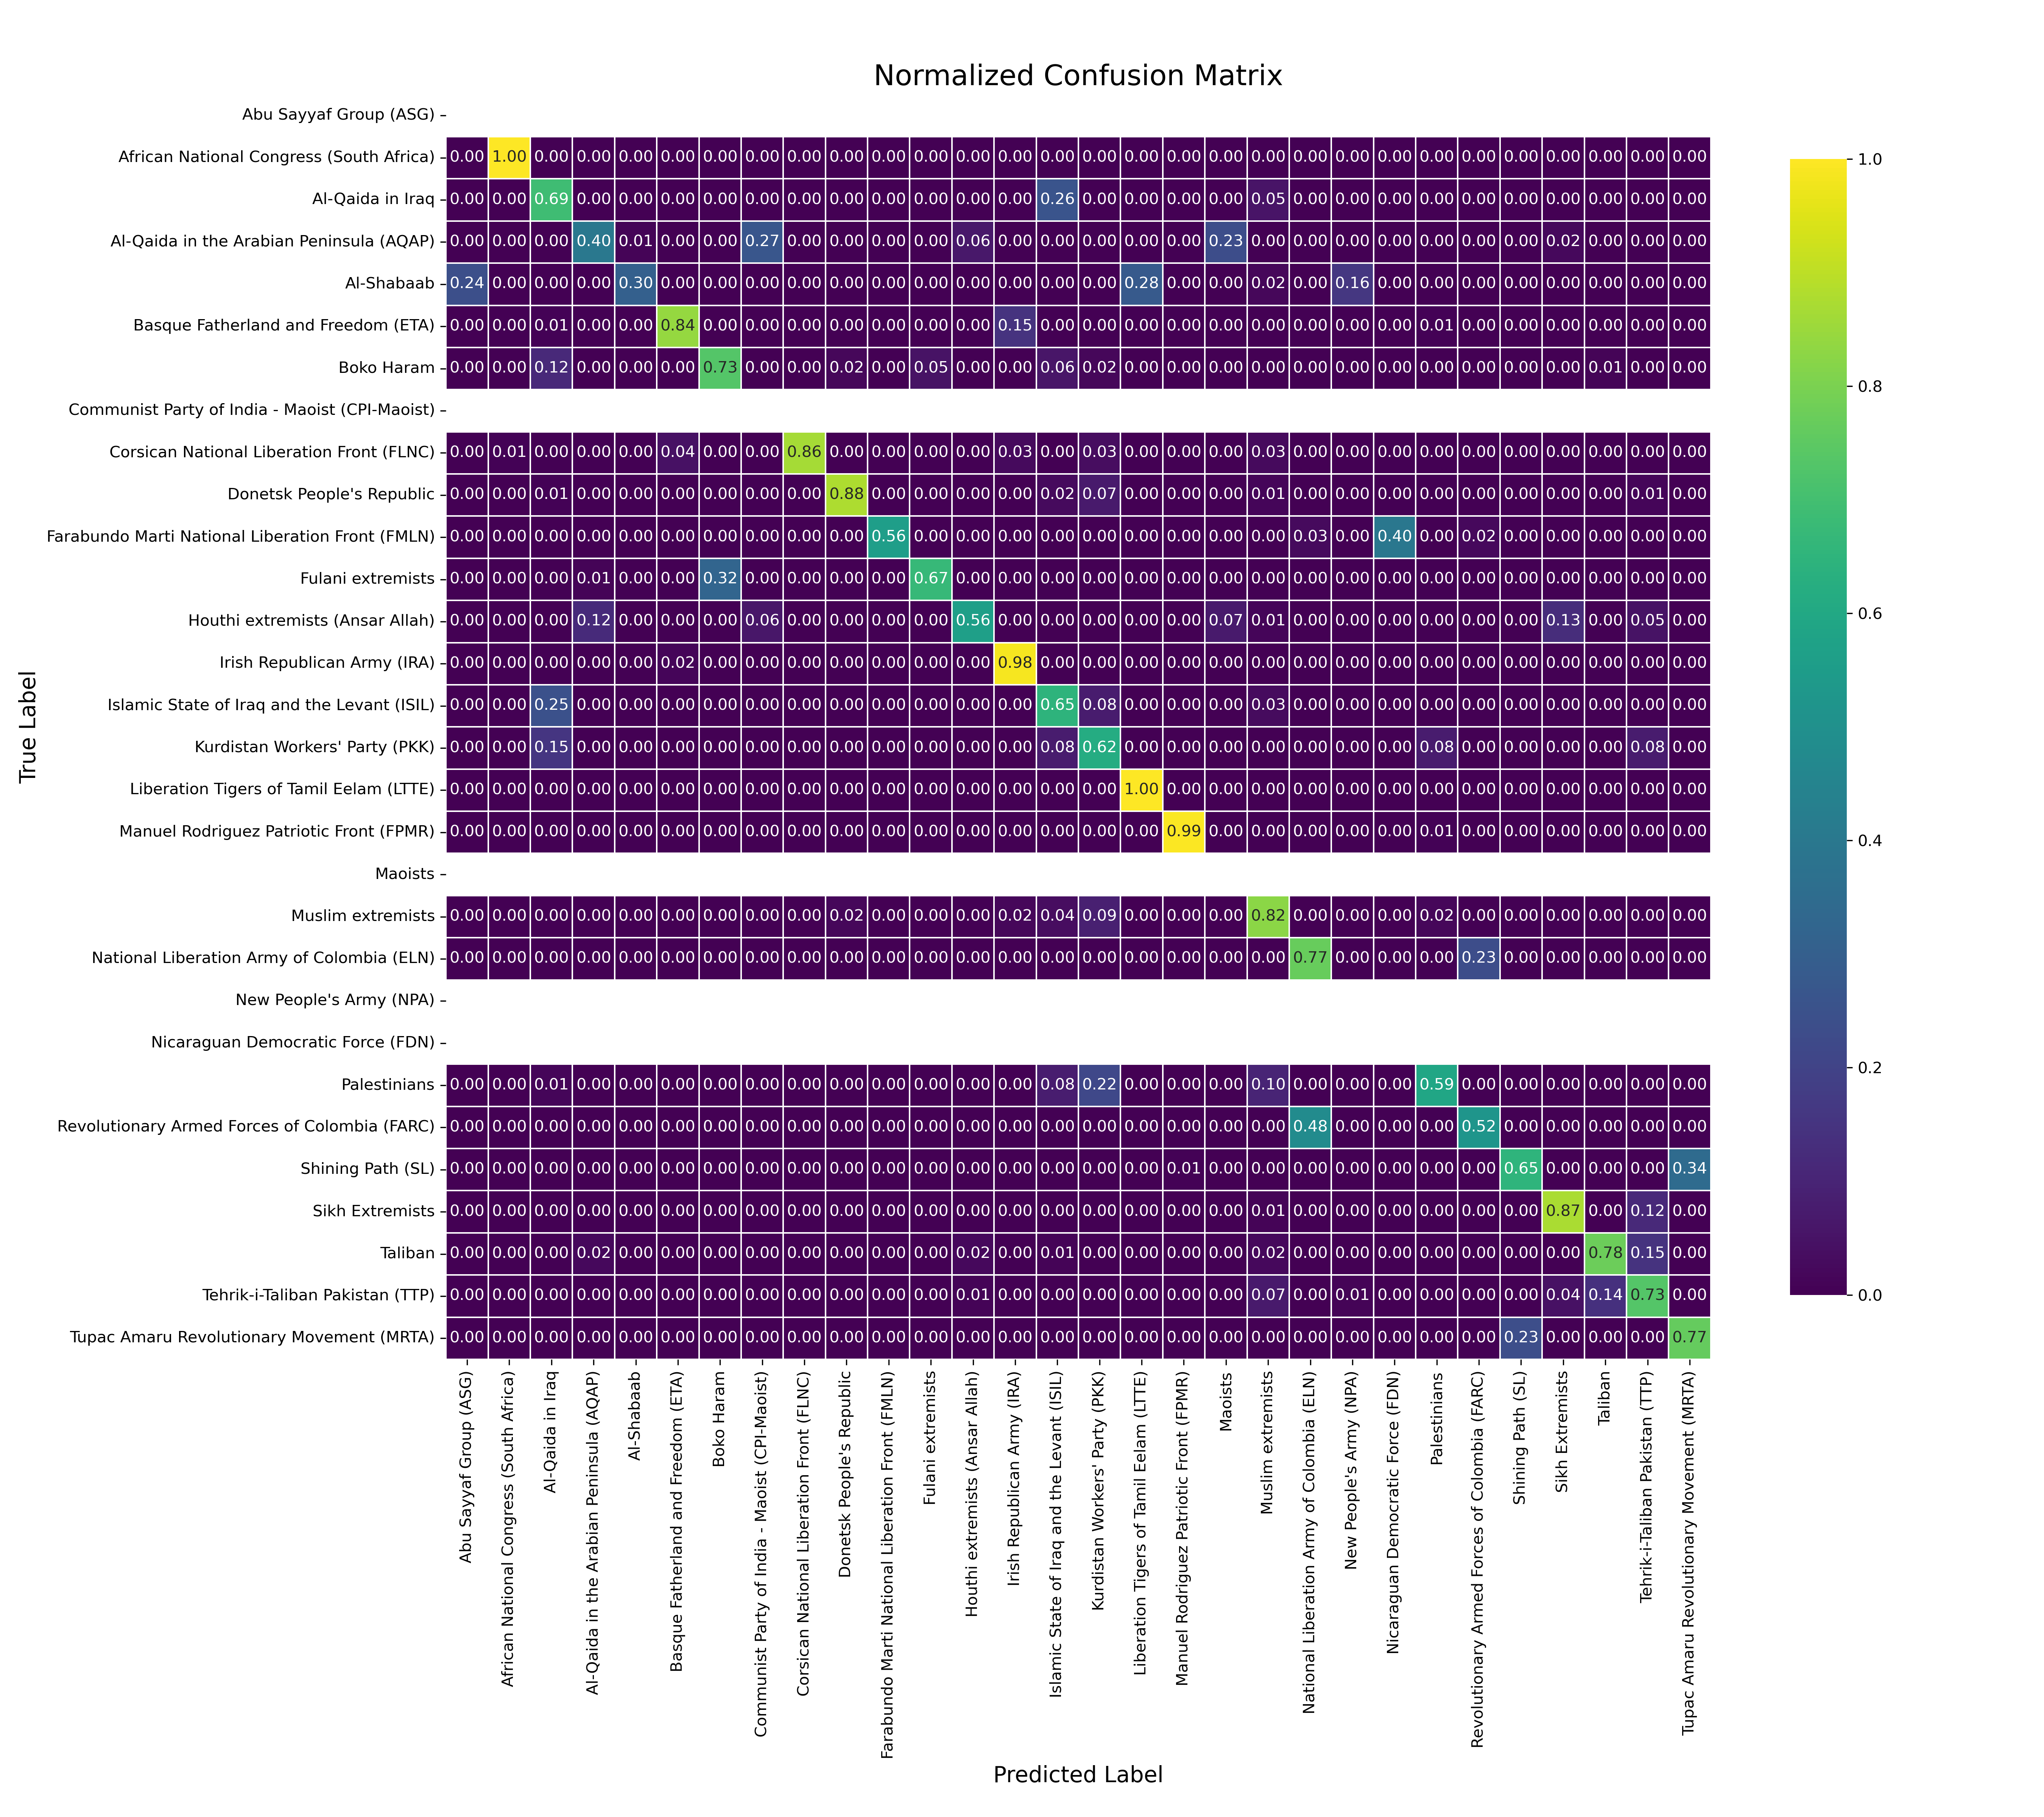 Normalized Confusion Matrix
Abu Sayyaf Group (ASG)
African National Congress (South Africa) 0.00 1.00 0.00 0.00 0.00 0.00 0.00 0.00 0.00 0.00 0.00 0.00 0.00 0.00 0.00 0.00 0.00 0.00 0.00 0.00 0.00 0.00 0.00 0.00 0.00 0.00 0.00 0.00 0.00 0.00
Al-Qaida in Iraq 0.00 0.00 0.69 0.00 0.00 0.00 0.00 0.00 0.00 0.00 0.00 0.00 0.00 0.00 0.26 0.00 0.00 0.00 0.00 0.05 0.00 0.00 0.00 0.00 0.00 0.00 0.00 0.00 0.00 0.00
Al-Qaida in the Arabian Peninsula (AQAP) 0.00 0.00 0.00 0.40 0.01 0.00 0.00 0.27 0.00 0.00 0.00 0.00 0.06 0.00 0.00 0.00 0.00 0.00 0.23 0.00 0.00 0.00 0.00 0.00 0.00 0.00 0.02 0.00 0.00 0.00
Al-Shabaab 0.24 0.00 0.00 0.00 0.30 0.00 0.00 0.00 0.00 0.00 0.00 0.00 0.00 0.00 0.00 0.00 0.28 0.00 0.00 0.02 0.00 0.16 0.00 0.00 0.00 0.00 0.00 0.00 0.00 0.00
Basque Fatherland and Freedom (ETA) 0.00 0.00 0.01 0.00 0.00 0.84 0.00 0.00 0.00 0.00 0.00 0.00 0.00 0.15 0.00 0.00 0.00 0.00 0.00 0.00 0.00 0.00 0.00 0.01 0.00 0.00 0.00 0.00 0.00 0.00
Boko Haram 0.00 0.00 0.12 0.00 0.00 0.00 0.73 0.00 0.00 0.02 0.00 0.05 0.00 0.00 0.06 0.02 0.00 0.00 0.00 0.00 0.00 0.00 0.00 0.00 0.00 0.00 0.00 0.01 0.00 0.00
Communist Party of India - Maoist (CPI-Maoist)
Corsican National Liberation Front (FLNC) 0.00 0.01 0.00 0.00 0.00 0.04 0.00 0.00 0.86 0.00 0.00 0.00 0.00 0.03 0.00 0.03 0.00 0.00 0.00 0.03 0.00 0.00 0.00 0.00 0.00 0.00 0.00 0.00 0.00 0.00
Donetsk People's Republic 0.00 0.00 0.01 0.00 0.00 0.00 0.00 0.00 0.00 0.88 0.00 0.00 0.00 0.00 0.02 0.07 0.00 0.00 0.00 0.01 0.00 0.00 0.00 0.00 0.00 0.00 0.00 0.00 0.01 0.00
Farabundo Marti National Liberation Front (FMLN) 0.00 0.00 0.00 0.00 0.00 0.00 0.00 0.00 0.00 0.00 0.56 0.00 0.00 0.00 0.00 0.00 0.00 0.00 0.00 0.00 0.03 0.00 0.40 0.00 0.02 0.00 0.00 0.00 0.00 0.00
Fulani extremists 0.00 0.00 0.00 0.01 0.00 0.00 0.32 0.00 0.00 0.00 0.00 0.67 0.00 0.00 0.00 0.00 0.00 0.00 0.00 0.00 0.00 0.00 0.00 0.00 0.00 0.00 0.00 0.00 0.00 0.00
Houthi extremists (Ansar Allah) 0.00 0.00 0.00 0.12 0.00 0.00 0.00 0.06 0.00 0.00 0.00 0.00 0.56 0.00 0.00 0.00 0.00 0.00 0.07 0.01 0.00 0.00 0.00 0.00 0.00 0.00 0.13 0.00 0.05 0.00
Irish Republican Army (IRA) 0.00 0.00 0.00 0.00 0.00 0.02 0.00 0.00 0.00 0.00 0.00 0.00 0.00 0.98 0.00 0.00 0.00 0.00 0.00 0.00 0.00 0.00 0.00 0.00 0.00 0.00 0.00 0.00 0.00 0.00
Islamic State of Iraq and the Levant (ISIL) 0.00 0.00 0.25 0.00 0.00 0.00 0.00 0.00 0.00 0.00 0.00 0.00 0.00 0.00 0.65 0.08 0.00 0.00 0.00 0.03 0.00 0.00 0.00 0.00 0.00 0.00 0.00 0.00 0.00 0.00
Kurdistan Workers' Party (PKK) 0.00 0.00 0.15 0.00 0.00 0.00 0.00 0.00 0.00 0.00 0.00 0.00 0.00 0.00 0.08 0.62 0.00 0.00 0.00 0.00 0.00 0.00 0.00 0.08 0.00 0.00 0.00 0.00 0.08 0.00
Liberation Tigers of Tamil Eelam (LTTE) 0.00 0.00 0.00 0.00 0.00 0.00 0.00 0.00 0.00 0.00 0.00 0.00 0.00 0.00 0.00 0.00 1.00 0.00 0.00 0.00 0.00 0.00 0.00 0.00 0.00 0.00 0.00 0.00 0.00 0.00
Manuel Rodriguez Patriotic Front (FPMR) 0.00 0.00 0.00 0.00 0.00 0.00 0.00 0.00 0.00 0.00 0.00 0.00 0.00 0.00 0.00 0.00 0.00 0.99 0.00 0.00 0.00 0.00 0.00 0.01 0.00 0.00 0.00 0.00 0.00 0.00
Maoists
Muslim extremists 0.00 0.00 0.00 0.00 0.00 0.00 0.00 0.00 0.00 0.02 0.00 0.00 0.00 0.02 0.04 0.09 0.00 0.00 0.00 0.82 0.00 0.00 0.00 0.02 0.00 0.00 0.00 0.00 0.00 0.00
National Liberation Army of Colombia (ELN) 0.00 0.00 0.00 0.00 0.00 0.00 0.00 0.00 0.00 0.00 0.00 0.00 0.00 0.00 0.00 0.00 0.00 0.00 0.00 0.00 0.77 0.00 0.00 0.00 0.23 0.00 0.00 0.00 0.00 0.00
New People's Army (NPA)
Nicaraguan Democratic Force (FDN)
Palestinians 0.00 0.00 0.01 0.00 0.00 0.00 0.00 0.00 0.00 0.00 0.00 0.00 0.00 0.00 0.08 0.22 0.00 0.00 0.00 0.10 0.00 0.00 0.00 0.59 0.00 0.00 0.00 0.00 0.00 0.00
Revolutionary Armed Forces of Colombia (FARC) 0.00 0.00 0.00 0.00 0.00 0.00 0.00 0.00 0.00 0.00 0.00 0.00 0.00 0.00 0.00 0.00 0.00 0.00 0.00 0.00 0.48 0.00 0.00 0.00 0.52 0.00 0.00 0.00 0.00 0.00
Shining Path (SL) 0.00 0.00 0.00 0.00 0.00 0.00 0.00 0.00 0.00 0.00 0.00 0.00 0.00 0.00 0.00 0.00 0.00 0.01 0.00 0.00 0.00 0.00 0.00 0.00 0.00 0.65 0.00 0.00 0.00 0.34
Sikh Extremists 0.00 0.00 0.00 0.00 0.00 0.00 0.00 0.00 0.00 0.00 0.00 0.00 0.00 0.00 0.00 0.00 0.00 0.00 0.00 0.01 0.00 0.00 0.00 0.00 0.00 0.00 0.87 0.00 0.12 0.00
Taliban 0.00 0.00 0.00 0.02 0.00 0.00 0.00 0.00 0.00 0.00 0.00 0.00 0.02 0.00 0.01 0.00 0.00 0.00 0.00 0.02 0.00 0.00 0.00 0.00 0.00 0.00 0.00 0.78 0.15 0.00
Tehrik-i-Taliban Pakistan (TTP) 0.00 0.00 0.00 0.00 0.00 0.00 0.00 0.00 0.00 0.00 0.00 0.00 0.01 0.00 0.00 0.00 0.00 0.00 0.00 0.07 0.00 0.01 0.00 0.00 0.00 0.00 0.04 0.14 0.73 0.00
Tupac Amaru Revolutionary Movement (MRTA) 0.00 0.00 0.00 0.00 0.00 0.00 0.00 0.00 0.00 0.00 0.00 0.00 0.00 0.00 0.00 0.00 0.00 0.00 0.00 0.00 0.00 0.00 0.00 0.00 0.00 0.23 0.00 0.00 0.00 0.77
True Label
Abu Sayyaf Group (ASG)
African National Congress (South Africa)
Al-Qaida in Iraq
Al-Qaida in the Arabian Peninsula (AQAP)
Al-Shabaab
Basque Fatherland and Freedom (ETA)
Boko Haram
Communist Party of India - Maoist (CPI-Maoist)
Corsican National Liberation Front (FLNC)
Donetsk People's Republic
Farabundo Marti National Liberation Front (FMLN)
Fulani extremists
Houthi extremists (Ansar Allah)
Irish Republican Army (IRA)
Islamic State of Iraq and the Levant (ISIL)
Kurdistan Workers' Party (PKK)
Liberation Tigers of Tamil Eelam (LTTE)
Manuel Rodriguez Patriotic Front (FPMR)
Maoists
Muslim extremists
National Liberation Army of Colombia (ELN)
New People's Army (NPA)
Nicaraguan Democratic Force (FDN)
Palestinians
Revolutionary Armed Forces of Colombia (FARC)
Shining Path (SL)
Sikh Extremists
Taliban
Tehrik-i-Taliban Pakistan (TTP)
Tupac Amaru Revolutionary Movement (MRTA)
Predicted Label
1.0
0.8
0.6
0.4
0.2
0.0